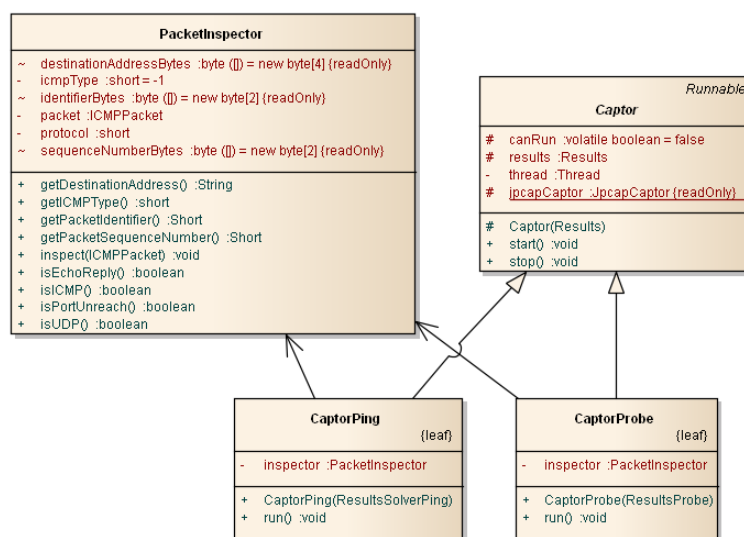 PacketInspector
~ destinationAddressBytes :byte ([]) = new byte[4] {readOnly}
- icmpType :short = -1
~ identifierBytes :byte ([]) = new byte[2] {readOnly}
- packet :ICMPPacket
- protocol :short
~ sequenceNumberBytes :byte ([]) = new byte[2] {readOnly}
+ getDestinationAddress() :String
+ getICMPType() :short
+ getPacketIdentifier() :Short
+ getPacketSequenceNumber() :Short
+ inspect(ICMPPacket) :void
+ isEchoReply() :boolean
+ isICMP() :boolean
+ isPortUnreach() :boolean
+ isUDP() :boolean
Runnable
Captor
# canRun :volatile boolean = false
# results :Results
- thread :Thread
# jpcapCaptor :JpcapCaptor {readOnly}
# Captor(Results)
+ start() :void
+ stop() :void
CaptorPing
{leaf}
- inspector :PacketInspector
+ CaptorPing(ResultsSolverPing)
+ run() :void
CaptorProbe
{leaf}
- inspector :PacketInspector
+ CaptorProbe(ResultsProbe)
+ run() :void